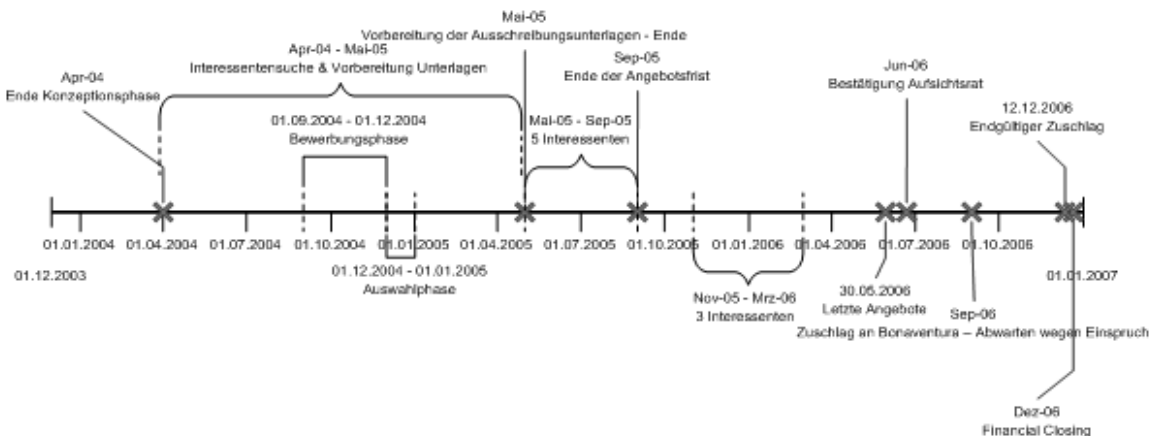 Mai-05
Vorbereitung der Ausschreibungsunterlagen - Ende
Apr-04 - Mai-05
Interessentensuche & Vorbereitung Unterlagen
Sep-05
Ende der Angebotsfrist
Jun-06
Bestätigung Aufsichtsrat
Apr-04
Ende Konzeptionsphase
12.12.2006
Endgültiger Zuschlag
01.09.2004 - 01.12.2004
Bewerbungsphase
Mai-05 - Sep-05
5 Interessenten
01.01.2004
01.04.2004
01.07.2004
01.10.2004
01.01.2005
01.04.2005
01.07.2005
01.10.2005
01.01.2006
01.04.2006
01.07.2006
01.10.2006
01.12.2003
01.01.2007
01.12.2004 - 01.01.2005
Auswahlphase
Nov-05 - Mrz-06
3 Interessenten
30.05.2006
Letzte Angebote
Sep-06
Zuschlag an Bonaventura – Abwarten wegen Einspruch
Dez-06
Financial Closing